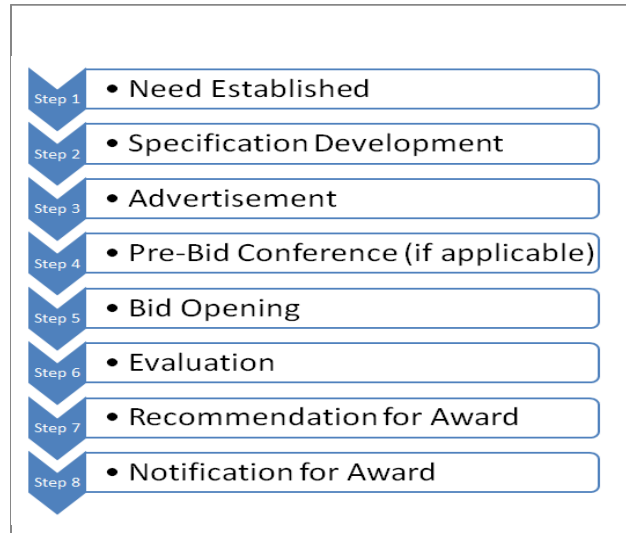 Step 1 • Need Established
Step 2 • Specification Development
Step 3 • Advertisement
Step 4 • Pre-Bid Conference (if applicable)
Step 5 • Bid Opening
Step 6 • Evaluation
Step 7 • Recommendation for Award
Step 8 • Notification for Award